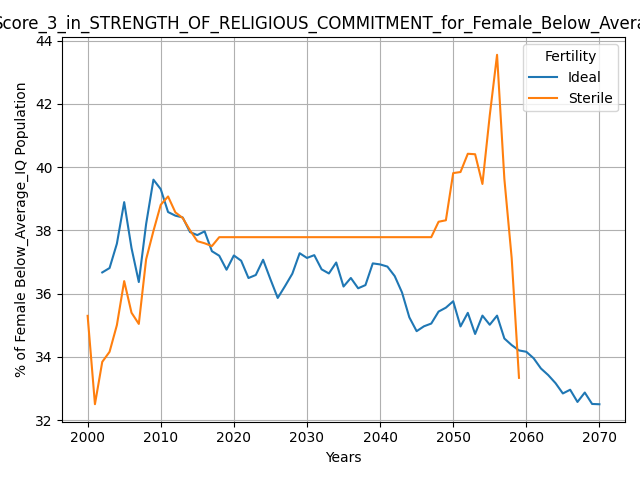 Score_3_in_STRENGTH_OF_RELIGIOUS_COMMITMENT_for_Female_Below_Avera
44
42
40
38
36
34
32
% of Female Below_Average_IQ Population
Fertility
Ideal
Sterile
2000 2010 2020 2030 2040 2050 2060 2070
Years